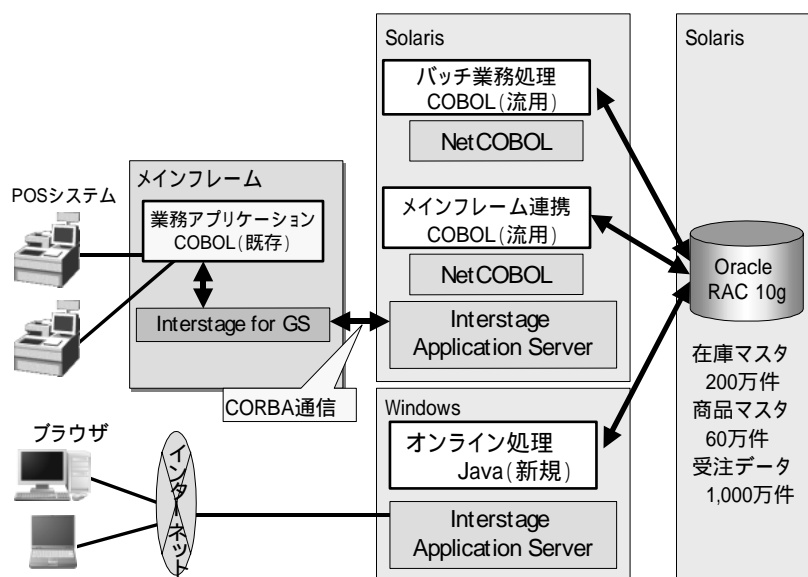 POSシステム
メインフレーム
業務アプリケーション
COBOL(既存)
Interstage for GS
CORBA通信
ブラウザ
インターネット
Solaris
バッチ業務処理
COBOL(流用)
NetCOBOL
メインフレーム連携
COBOL(流用)
NetCOBOL
Interstage
Application Server
Windows
オンライン処理
Java(新規)
Interstage
Application Server
Solaris
Oracle
RAC 10g
在庫マスタ
200万件
商品マスタ
60万件
受注データ
1,000万件